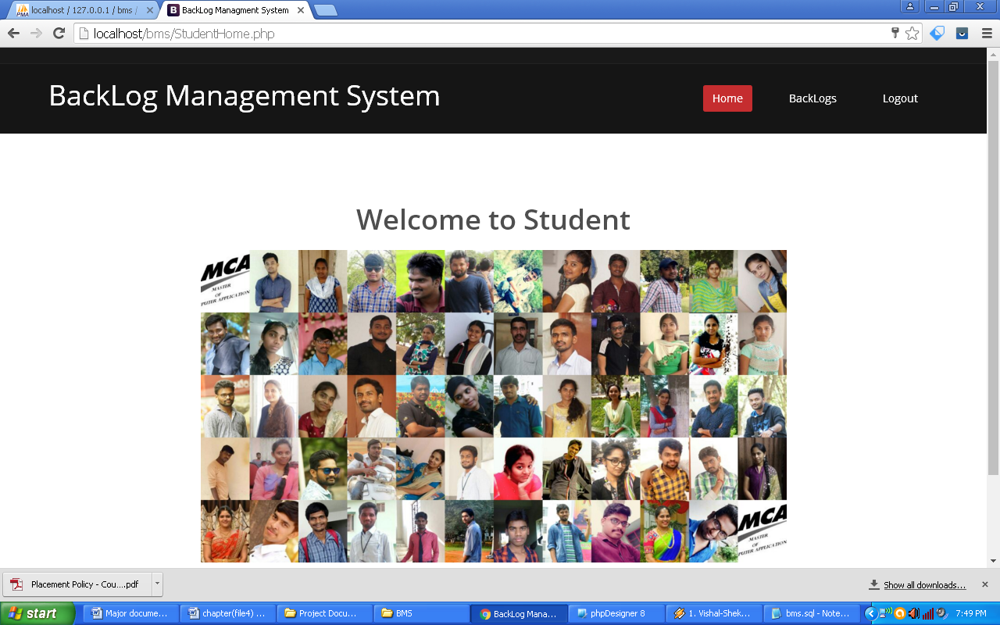 localhost / 127.0.0.1 / bms /
BackLog Managment System
localhost/bms/StudentHome.php
BackLog Management System
Home
BackLogs
Logout
Welcome to Student
MCA
MASTER
OF
PUTER APPLICATION
MCA
MASTER
OF
PUTER APPLICATION
Placement Policy - Cou....pdf
Show all downloads...
start
Major docume...
chapter(file4) ...
Project Docu...
BMS
BackLog Mana...
phpDesigner 8
1. Vishal-Shek...
bms.sql - Note...
7:49 PM